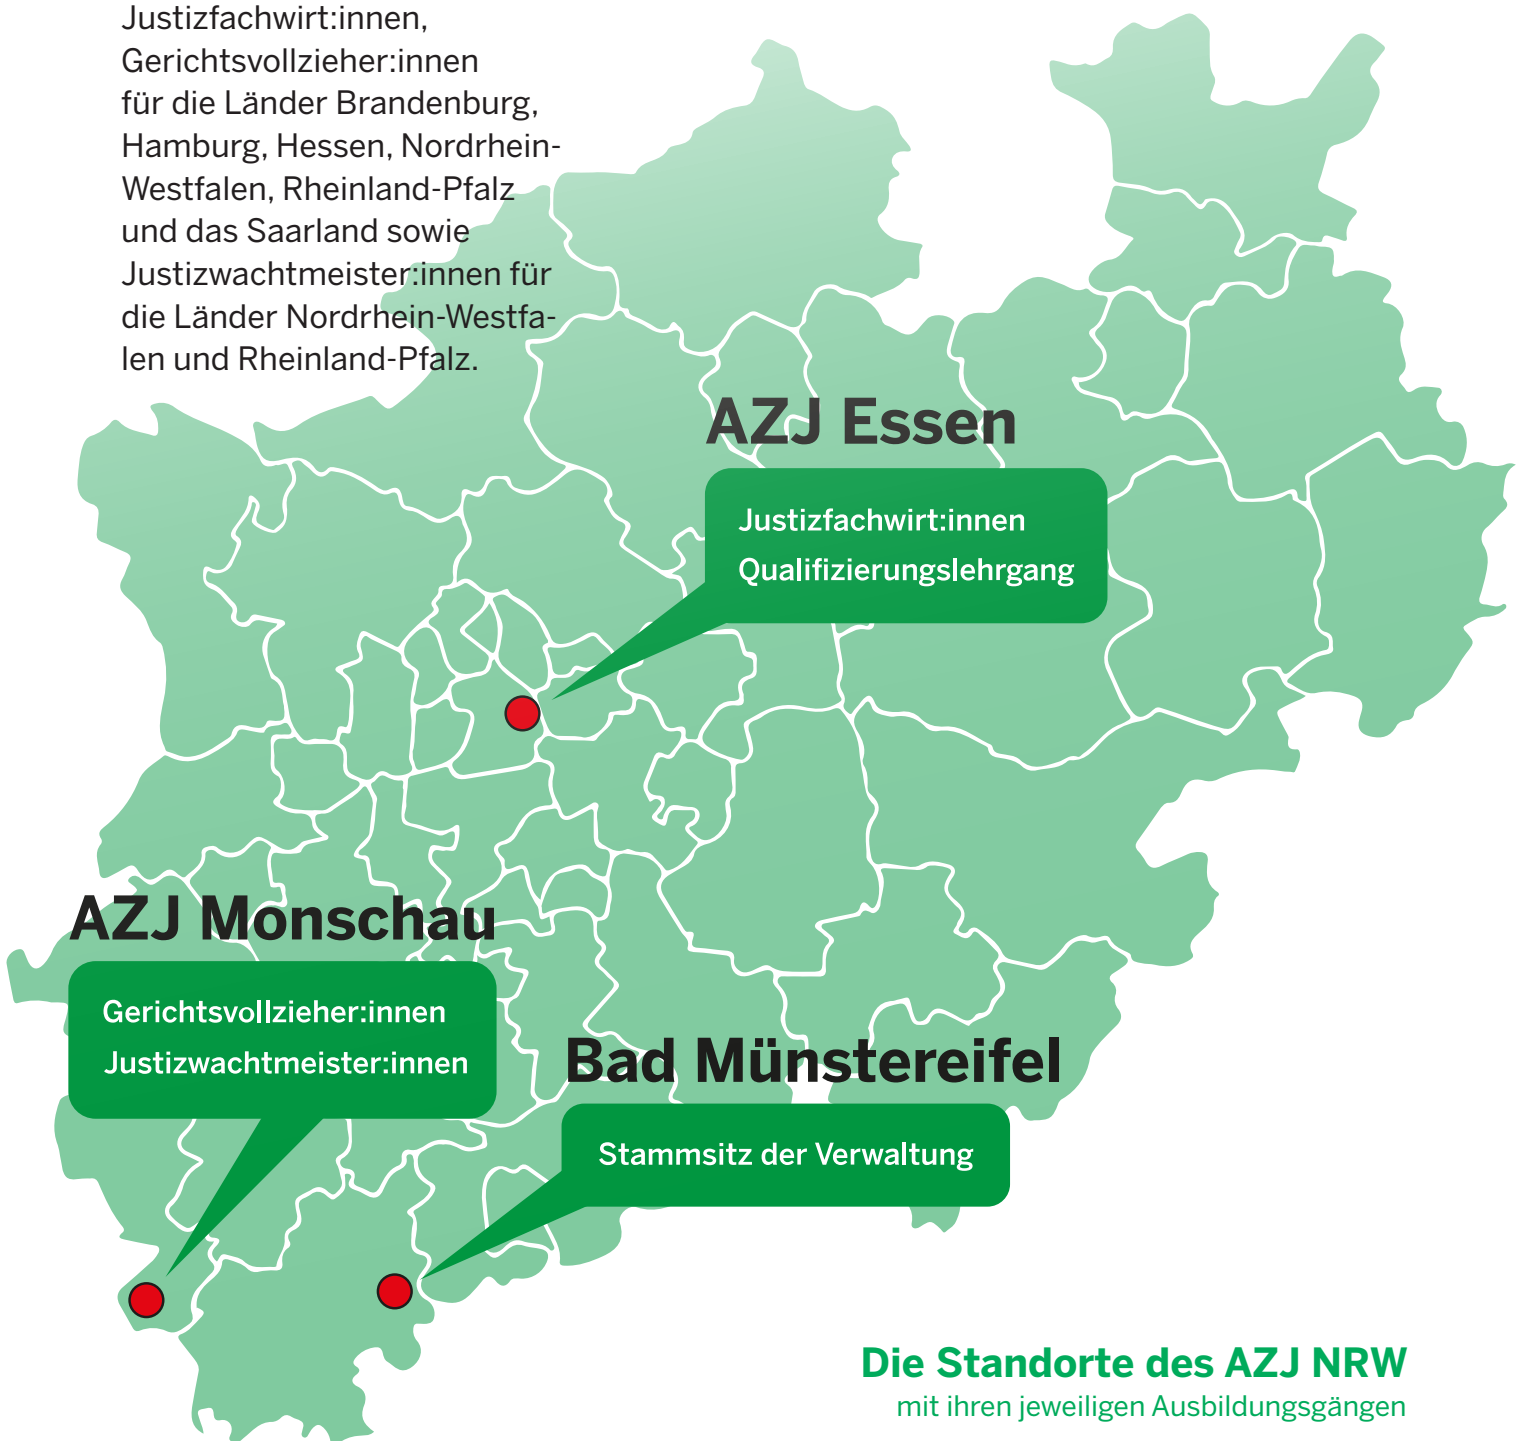 Justizfachwirt:innen,
Gerichtsvollzieher:innen
für die Länder Brandenburg,
Hamburg, Hessen, Nordrhein-
Westfalen, Rheinland-Pfalz
und das Saarland sowie
Justizwachtmeister:innen für
die Länder Nordrhein-Westfa-
len und Rheinland-Pfalz.
AZJ Essen
Justizfachwirt:innen
Qualifizierungslehrgang
AZJ Monschau
Gerichtsvollzieher:innen
Justizwachtmeister:innen
Bad Münstereifel
Stammsitz der Verwaltung
Die Standorte des AZJ NRW
mit ihren jeweiligen Ausbildungsgängen